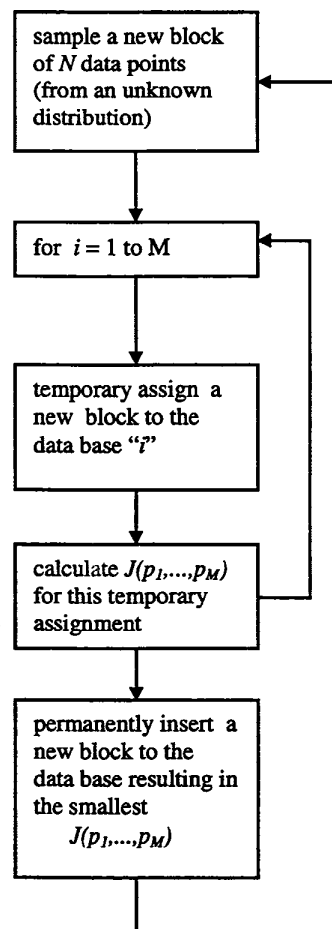 sample a new block
of N data points
(from an unknown
distribution)
for i = 1 to M
temporary assign a
new block to the
data base “i”
calculate J(p₁,...,p_M)
for this temporary
assignment
permanently insert a
new block to the
data base resulting in
the smallest
J(p₁,...,p_M)